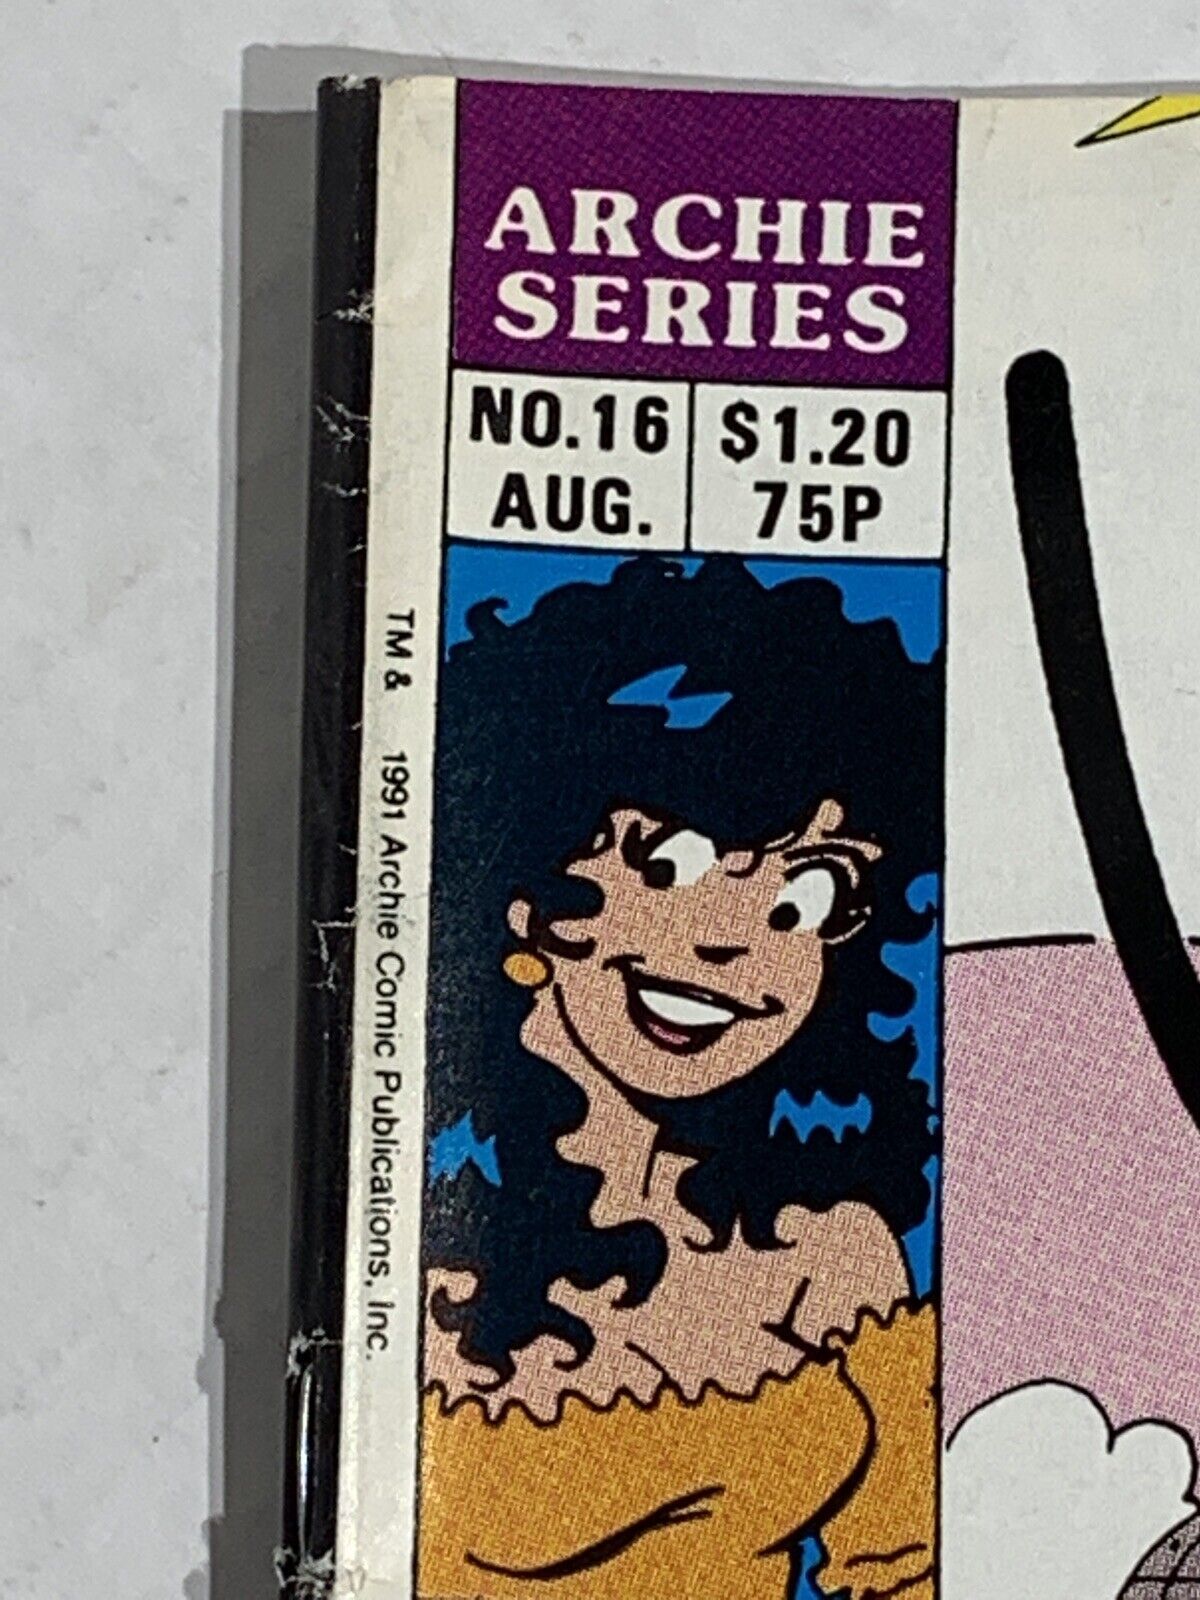 ARCHIE
SERIES
NO.16
AUG.
$1.20
75P
TM & 1991 Archie Comic Publications, Inc.